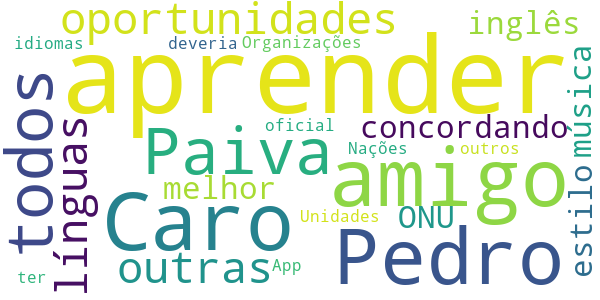 oportunidades
inglês
idiomas
deveria
Organizações
aprender
todos
línguas
Paiva
oficial
concordando
música
Nações
outros
melhor
amigo
estilo
Caro
Unidades
ONU
Pedro
outras
App
ter